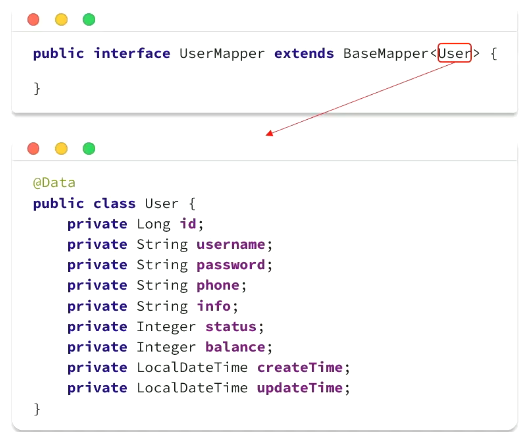 public interface UserMapper extends BaseMapper<User> {
}
@Data
public class User {
    private Long id;
    private String username;
    private String password;
    private String phone;
    private String info;
    private Integer status;
    private Integer balance;
    private LocalDateTime createTime;
    private LocalDateTime updateTime;
}